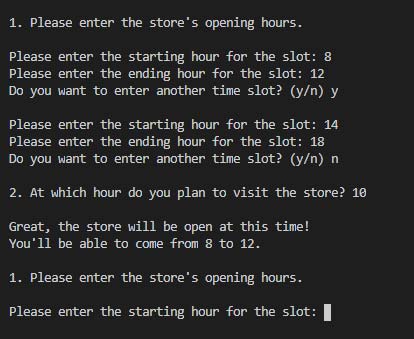 1. Please enter the store's opening hours.
Please enter the starting hour for the slot: 8
Please enter the ending hour for the slot: 12
Do you want to enter another time slot? (y/n) y
Please enter the starting hour for the slot: 14
Please enter the ending hour for the slot: 18
Do you want to enter another time slot? (y/n) n
2. At which hour do you plan to visit the store? 10
Great, the store will be open at this time!
You'll be able to come from 8 to 12.
1. Please enter the store's opening hours.
Please enter the starting hour for the slot: